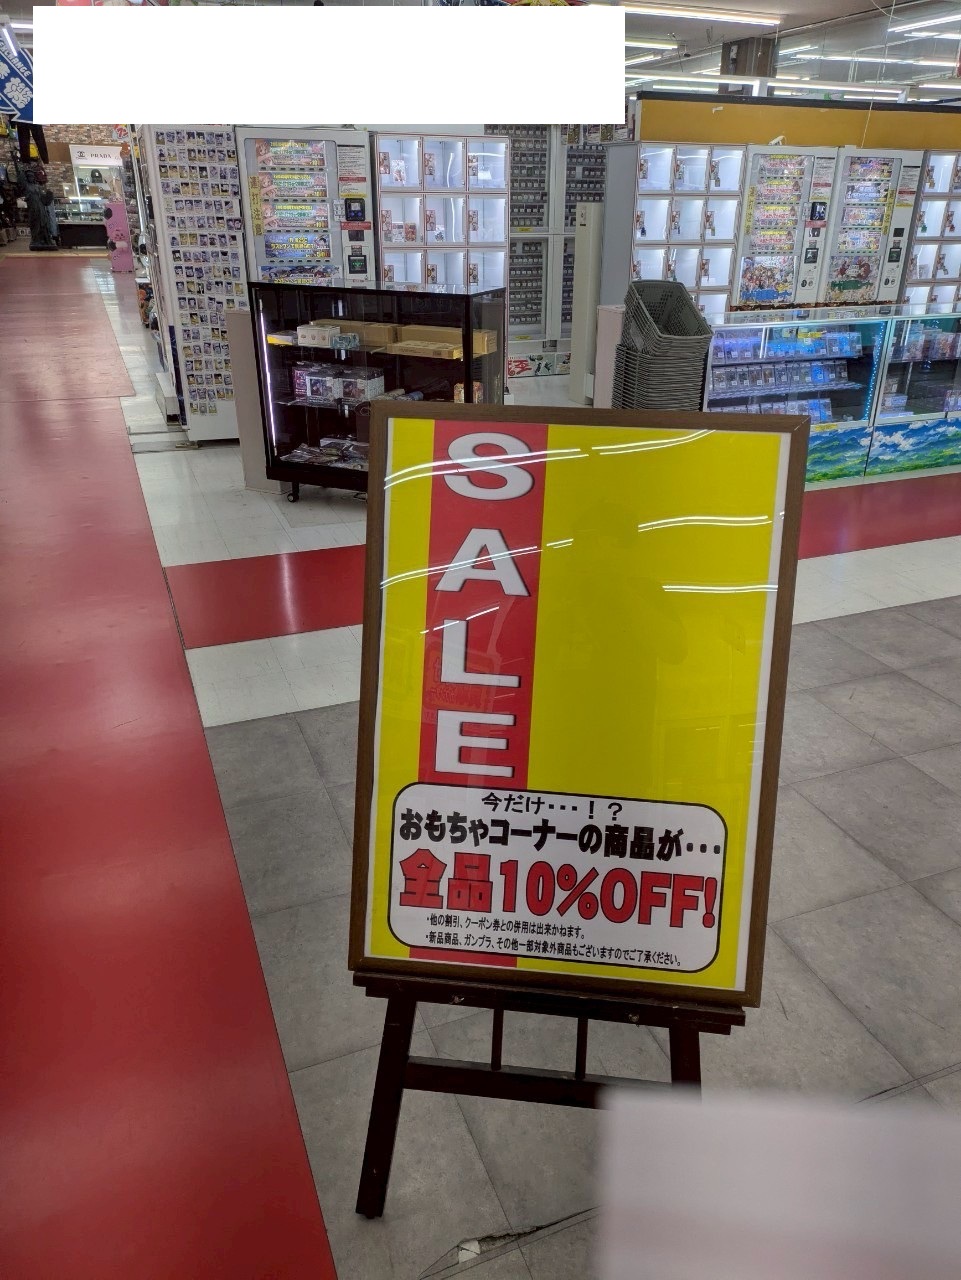 EXCHANGE
PRADA
SALE
今だけ・・・！？
おもちゃコーナーの商品が・・・
全品10%OFF!
・他の割引、クーポン券との併用は出来かねます。
・新品商品、ガンプラ、その他一部対象外商品もございますのでご了承ください。